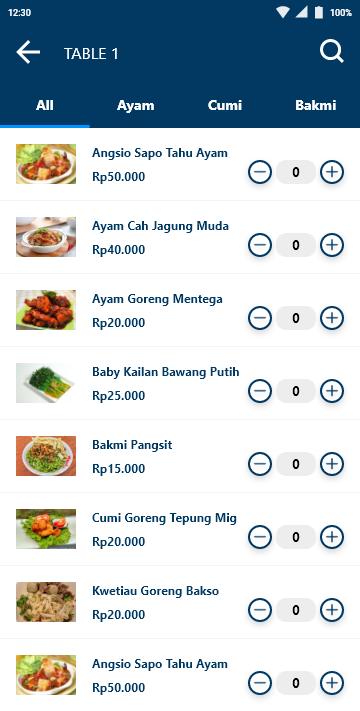 12:30 100%
TABLE 1
All Ayam Cumi Bakmi
Angsio Sapo Tahu Ayam
Rp50.000
0
Ayam Cah Jagung Muda
Rp40.000
0
Ayam Goreng Mentega
Rp20.000
0
Baby Kailan Bawang Putih
Rp25.000
0
Bakmi Pangsit
Rp15.000
0
Cumi Goreng Tepung Mig
Rp20.000
0
Kwetiau Goreng Bakso
Rp20.000
0
Angsio Sapo Tahu Ayam
Rp50.000
0